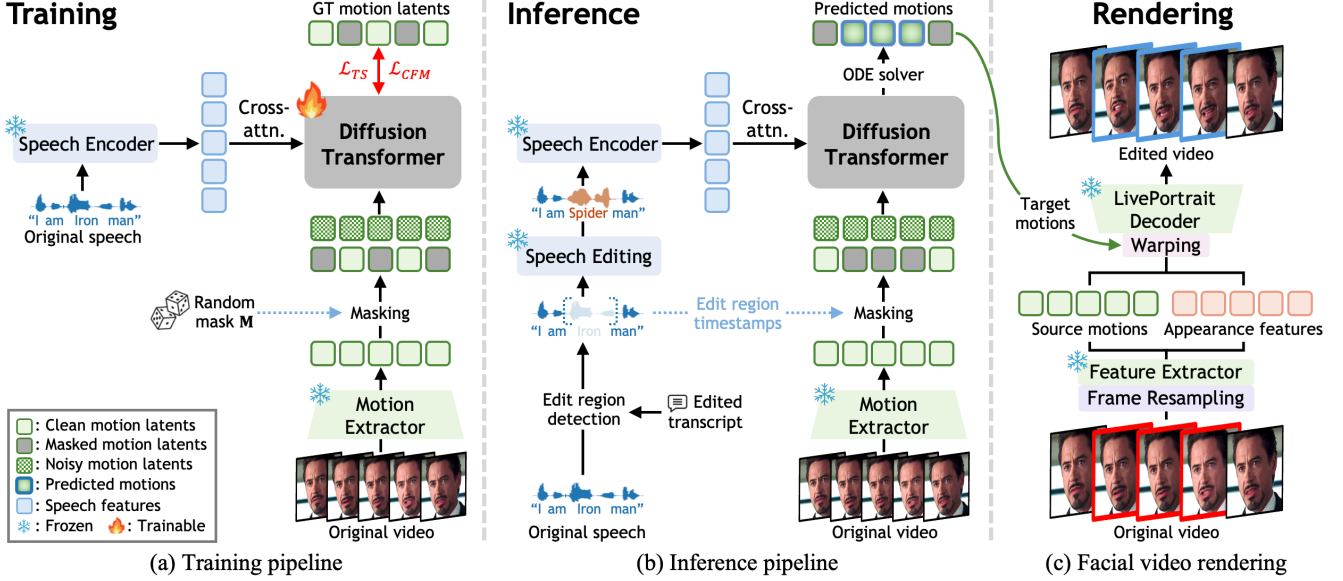 Training
GT motion latents
ℒ_TS ℒ_CFM
Cross-
attn.
Speech Encoder
Diffusion
Transformer
"I am Iron man"
Original speech
Random
mask M
Masking
Motion
Extractor
Original video
: Clean motion latents
: Masked motion latents
: Noisy motion latents
: Predicted motions
: Speech features
: Frozen : Trainable
(a) Training pipeline
Inference
Predicted motions
ODE solver
Cross-
attn.
Speech Encoder
Diffusion
Transformer
"I am Spider man"
Speech Editing
"I am Iron man"
Edit region
timestamps
Masking
Edit region
detection
Edited
transcript
Motion
Extractor
"I am Iron man"
Original speech
Original video
(b) Inference pipeline
Rendering
Edited video
LivePortrait
Decoder
Target
motions
Warping
Source motions
Appearance features
Feature Extractor
Frame Resampling
Original video
(c) Facial video rendering